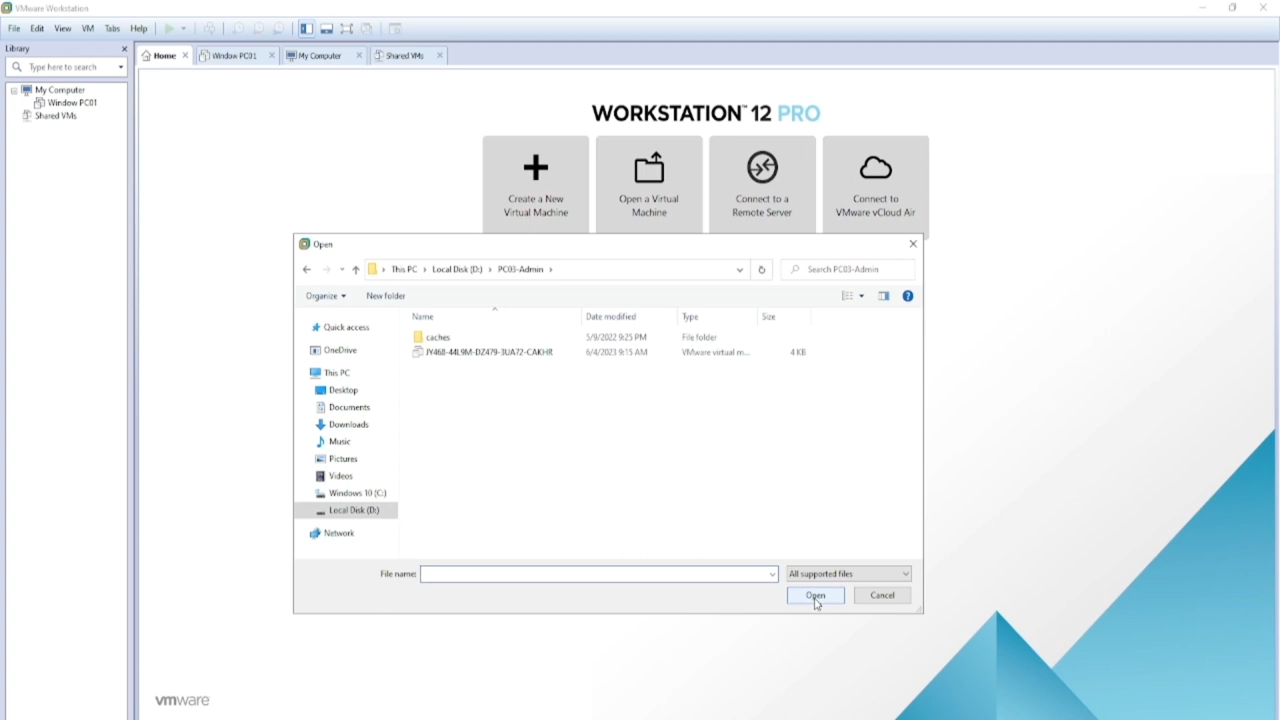 VMware Workstation
File Edit View VM Tabs Help
Library
Type here to search
My Computer
Window PC01
Shared VMs
Home Window PC01 My Computer Shared VMs
WORKSTATION™ 12 PRO
Create a New
Virtual Machine
Open a Virtual
Machine
Connect to a
Remote Server
Connect to
VMware vCloud Air
Open
This PC › Local Disk (D:) › PC03-Admin ›
Search PC03-Admin
Organize New folder
Name Date modified Type Size
caches 5/9/2022 9:25 PM File folder
JY468-44L9M-DZ479-3UA72-CAKHR 6/4/2023 9:15 AM VMware virtual m... 4 KB
Quick access
OneDrive
This PC
Desktop
Documents
Downloads
Music
Pictures
Videos
Windows 10 (C:)
Local Disk (D:)
Network
File name:
All supported files
Open Cancel
vmware